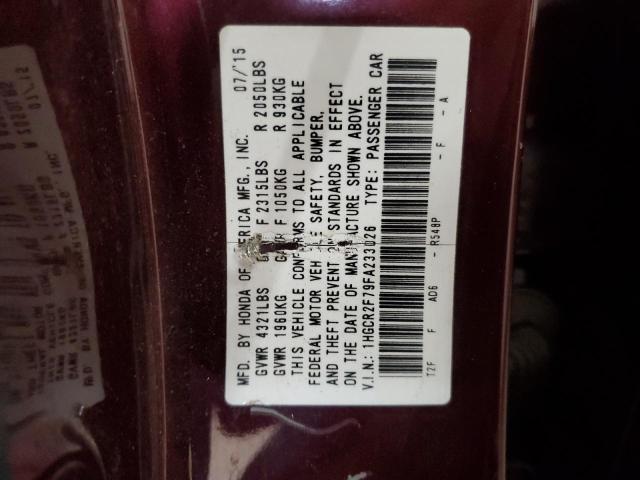 MFD. BY HONDA OF AMERICA MFG., INC. 07/'15
GVWR 4321LBS F 2315LBS R 2050LBS
GVWR 1960KG F 1050KG R 930KG
THIS VEHICLE CONFORMS TO ALL APPLICABLE
FEDERAL MOTOR VEHICLE SAFETY, BUMPER,
AND THEFT PREVENTION STANDARDS IN EFFECT
ON THE DATE OF MANUFACTURE SHOWN ABOVE.
V.I.N.: 1HGCR2F79FA233026 TYPE: PASSENGER CAR
T2F F AD6 - R548P - F - A